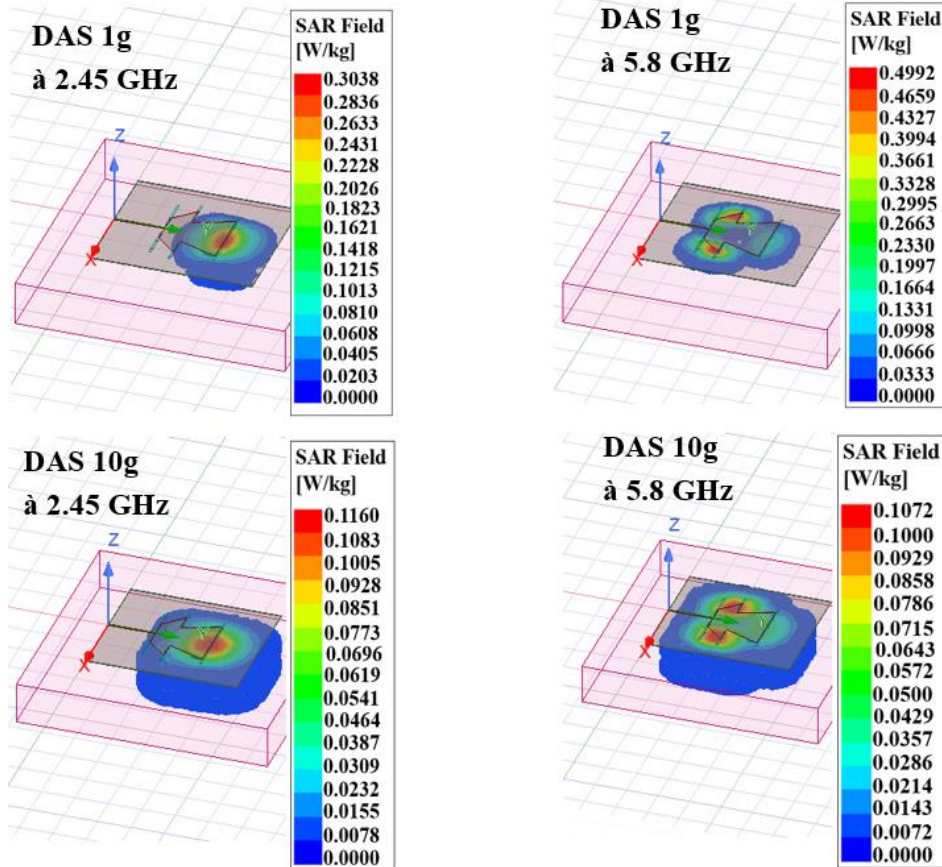 DAS 1g
à 2.45 GHz
SAR Field
[W/kg]
0.3038
0.2836
0.2633
0.2431
0.2228
0.2026
0.1823
0.1621
0.1418
0.1215
0.1013
0.0810
0.0608
0.0405
0.0203
0.0000
Z
Y
X
DAS 1g
à 5.8 GHz
SAR Field
[W/kg]
0.4992
0.4659
0.4327
0.3994
0.3661
0.3328
0.2995
0.2663
0.2330
0.1997
0.1664
0.1331
0.0998
0.0666
0.0333
0.0000
Z
Y
X
DAS 10g
à 2.45 GHz
SAR Field
[W/kg]
0.1160
0.1083
0.1005
0.0928
0.0851
0.0773
0.0696
0.0619
0.0541
0.0464
0.0387
0.0309
0.0232
0.0155
0.0078
0.0000
Z
Y
X
DAS 10g
à 5.8 GHz
SAR Field
[W/kg]
0.1072
0.1000
0.0929
0.0858
0.0786
0.0715
0.0643
0.0572
0.0500
0.0429
0.0357
0.0286
0.0214
0.0143
0.0072
0.0000
Z
Y
X